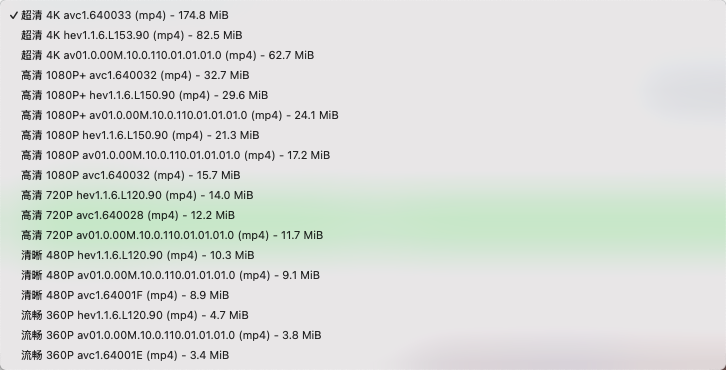 ✓ 超清 4K avc1.640033 (mp4) - 174.8 MiB
超清 4K hev1.1.6.L153.90 (mp4) - 82.5 MiB
超清 4K av01.0.00M.10.0.110.01.01.01.0 (mp4) - 62.7 MiB
高清 1080P+ avc1.640032 (mp4) - 32.7 MiB
高清 1080P+ hev1.1.6.L150.90 (mp4) - 29.6 MiB
高清 1080P+ av01.0.00M.10.0.110.01.01.01.0 (mp4) - 24.1 MiB
高清 1080P hev1.1.6.L150.90 (mp4) - 21.3 MiB
高清 1080P av01.0.00M.10.0.110.01.01.01.0 (mp4) - 17.2 MiB
高清 1080P avc1.640032 (mp4) - 15.7 MiB
高清 720P hev1.1.6.L120.90 (mp4) - 14.0 MiB
高清 720P avc1.640028 (mp4) - 12.2 MiB
高清 720P av01.0.00M.10.0.110.01.01.01.0 (mp4) - 11.7 MiB
清晰 480P hev1.1.6.L120.90 (mp4) - 10.3 MiB
清晰 480P av01.0.00M.10.0.110.01.01.01.0 (mp4) - 9.1 MiB
清晰 480P avc1.64001F (mp4) - 8.9 MiB
流畅 360P hev1.1.6.L120.90 (mp4) - 4.7 MiB
流畅 360P av01.0.00M.10.0.110.01.01.01.0 (mp4) - 3.8 MiB
流畅 360P avc1.64001E (mp4) - 3.4 MiB